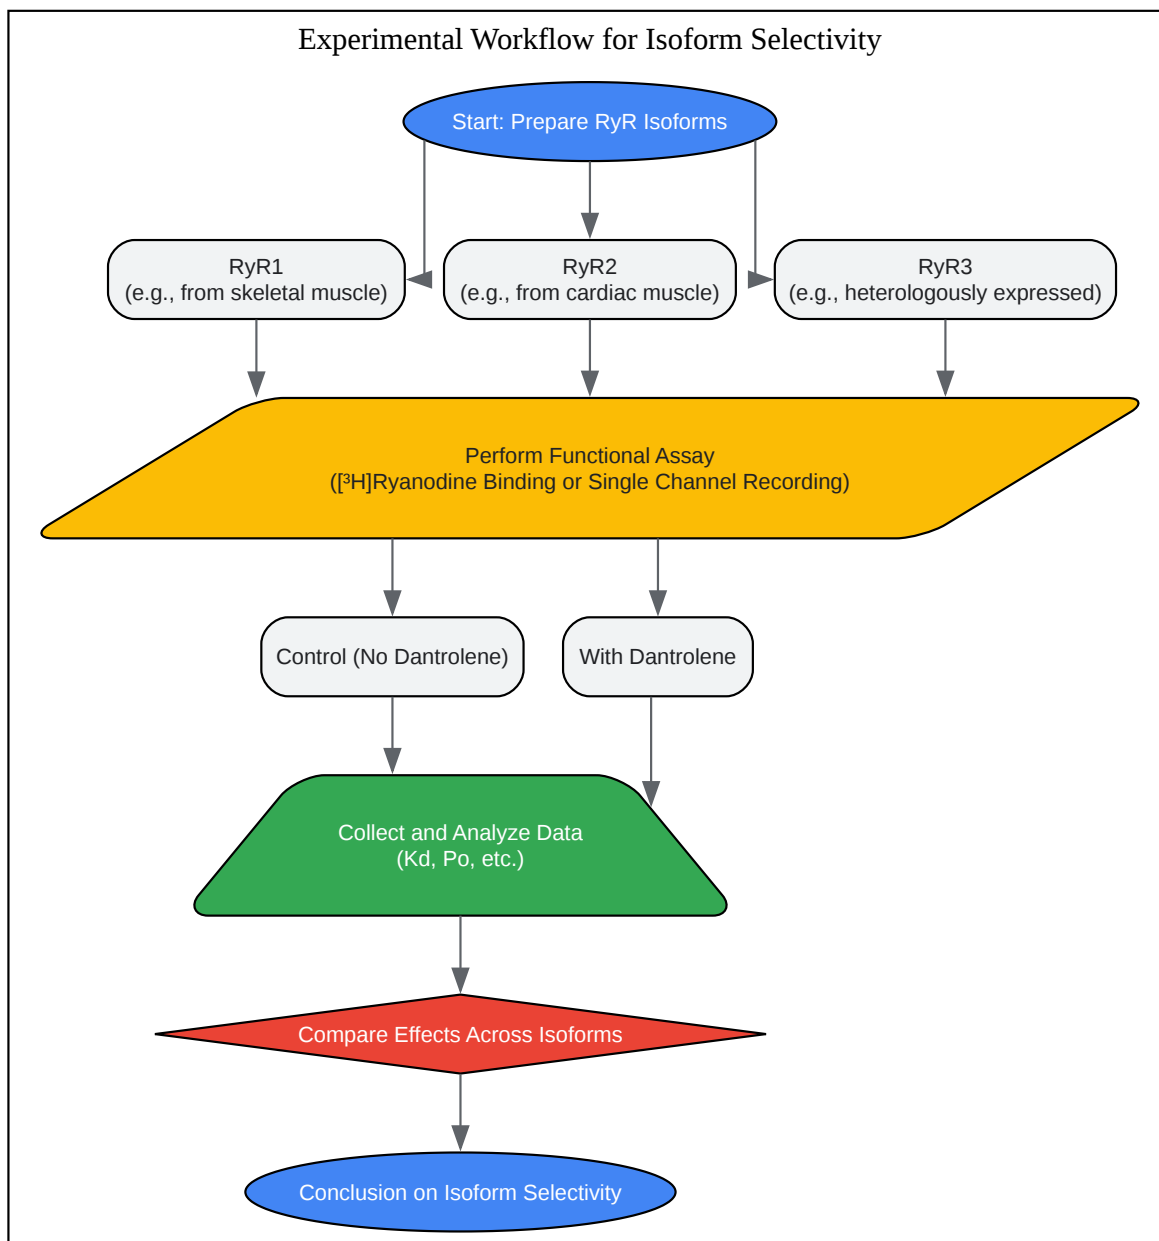 Experimental Workflow for Isoform Selectivity
Start: Prepare RyR Isoforms
RyR1
(e.g., from skeletal muscle)
RyR2
(e.g., from cardiac muscle)
RyR3
(e.g., heterologously expressed)
Perform Functional Assay
([³H]Ryanodine Binding or Single Channel Recording)
Control (No Dantrolene)
With Dantrolene
Collect and Analyze Data
(Kd, Po, etc.)
Compare Effects Across Isoforms
Conclusion on Isoform Selectivity